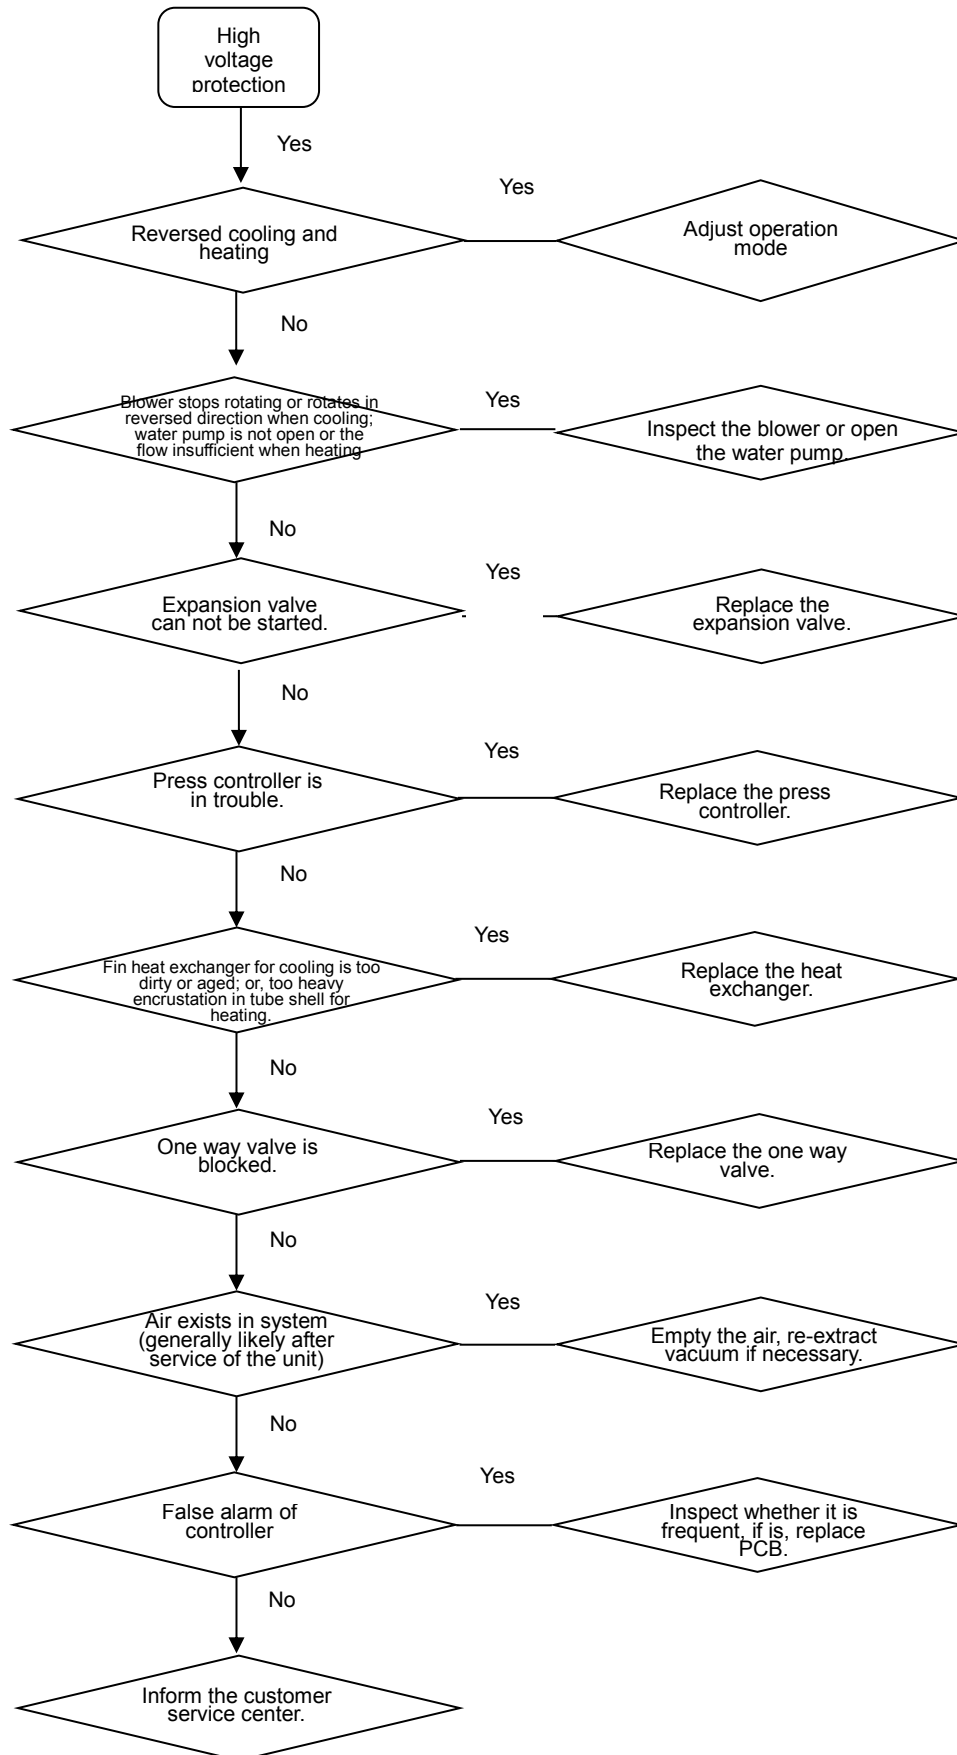 High
voltage
protection
Yes
Yes
Reversed cooling and
heating
Adjust operation
mode
No
Blower stops rotating or rotates in
reversed direction when cooling;
water pump is not open or the
flow insufficient when heating
Yes
Inspect the blower or open
the water pump.
No
Expansion valve
can not be started.
Yes
Replace the
expansion valve.
No
Press controller is
in trouble.
Yes
Replace the press
controller.
No
Fin heat exchanger for cooling is too
dirty or aged; or, too heavy
encrustation in tube shell for
heating.
Yes
Replace the heat
exchanger.
No
One way valve is
blocked.
Yes
Replace the one way
valve.
No
Air exists in system
(generally likely after
service of the unit)
Yes
Empty the air, re-extract
vacuum if necessary.
No
False alarm of
controller
Yes
Inspect whether it is
frequent, if is, replace
PCB.
No
Inform the customer
service center.